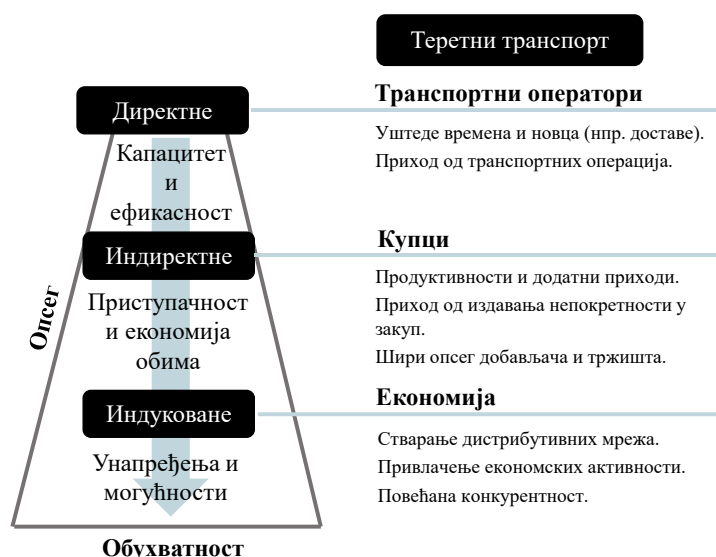 Теретни транспорт
Директне
Транспортни оператори
Уштеде времена и новца (нпр. доставе).
Приход од транспортних операција.
Капацитет
и
ефикасност
Индиректне
Купци
Продуктивности и додатни приходи.
Приход од издавања непокретности у
закуп.
Шири опсег добављача и тржишта.
Приступачност
и економија
обима
Опсег
Индуковане
Економија
Стварање дистрибутивних мрежа.
Привлачење економских активности.
Повећана конкурентност.
Унапређења и
могућности
Обухватност